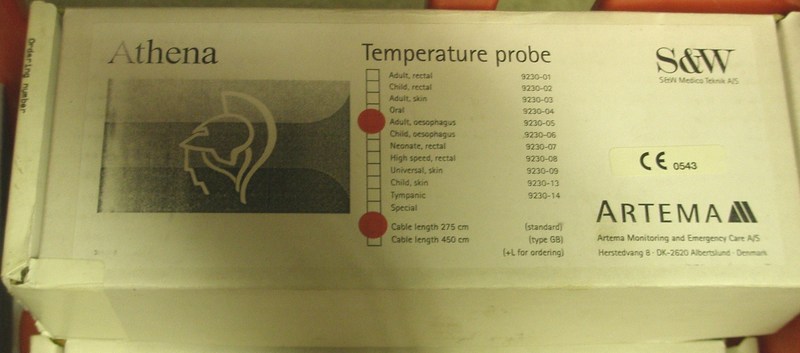 Ordering number
Athena
Temperature probe
Adult, rectal 9230-01
Child, rectal 9230-02
Adult, skin 9230-03
Oral 9230-04
Adult, oesophagus 9230-05
Child, oesophagus 9230-06
Neonate, rectal 9230-07
High speed, rectal 9230-08
Universal, skin 9230-09
Child, skin 9230-13
Tympanic 9230-14
Special
Cable length 275 cm (standard)
Cable length 450 cm (type GB)
(+L for ordering)
S&W
S&W Medico Teknik A/S
CE 0543
ARTEMA
Artema Monitoring and Emergency Care A/S
Herstedvang 8 · DK-2620 Albertslund · Denmark